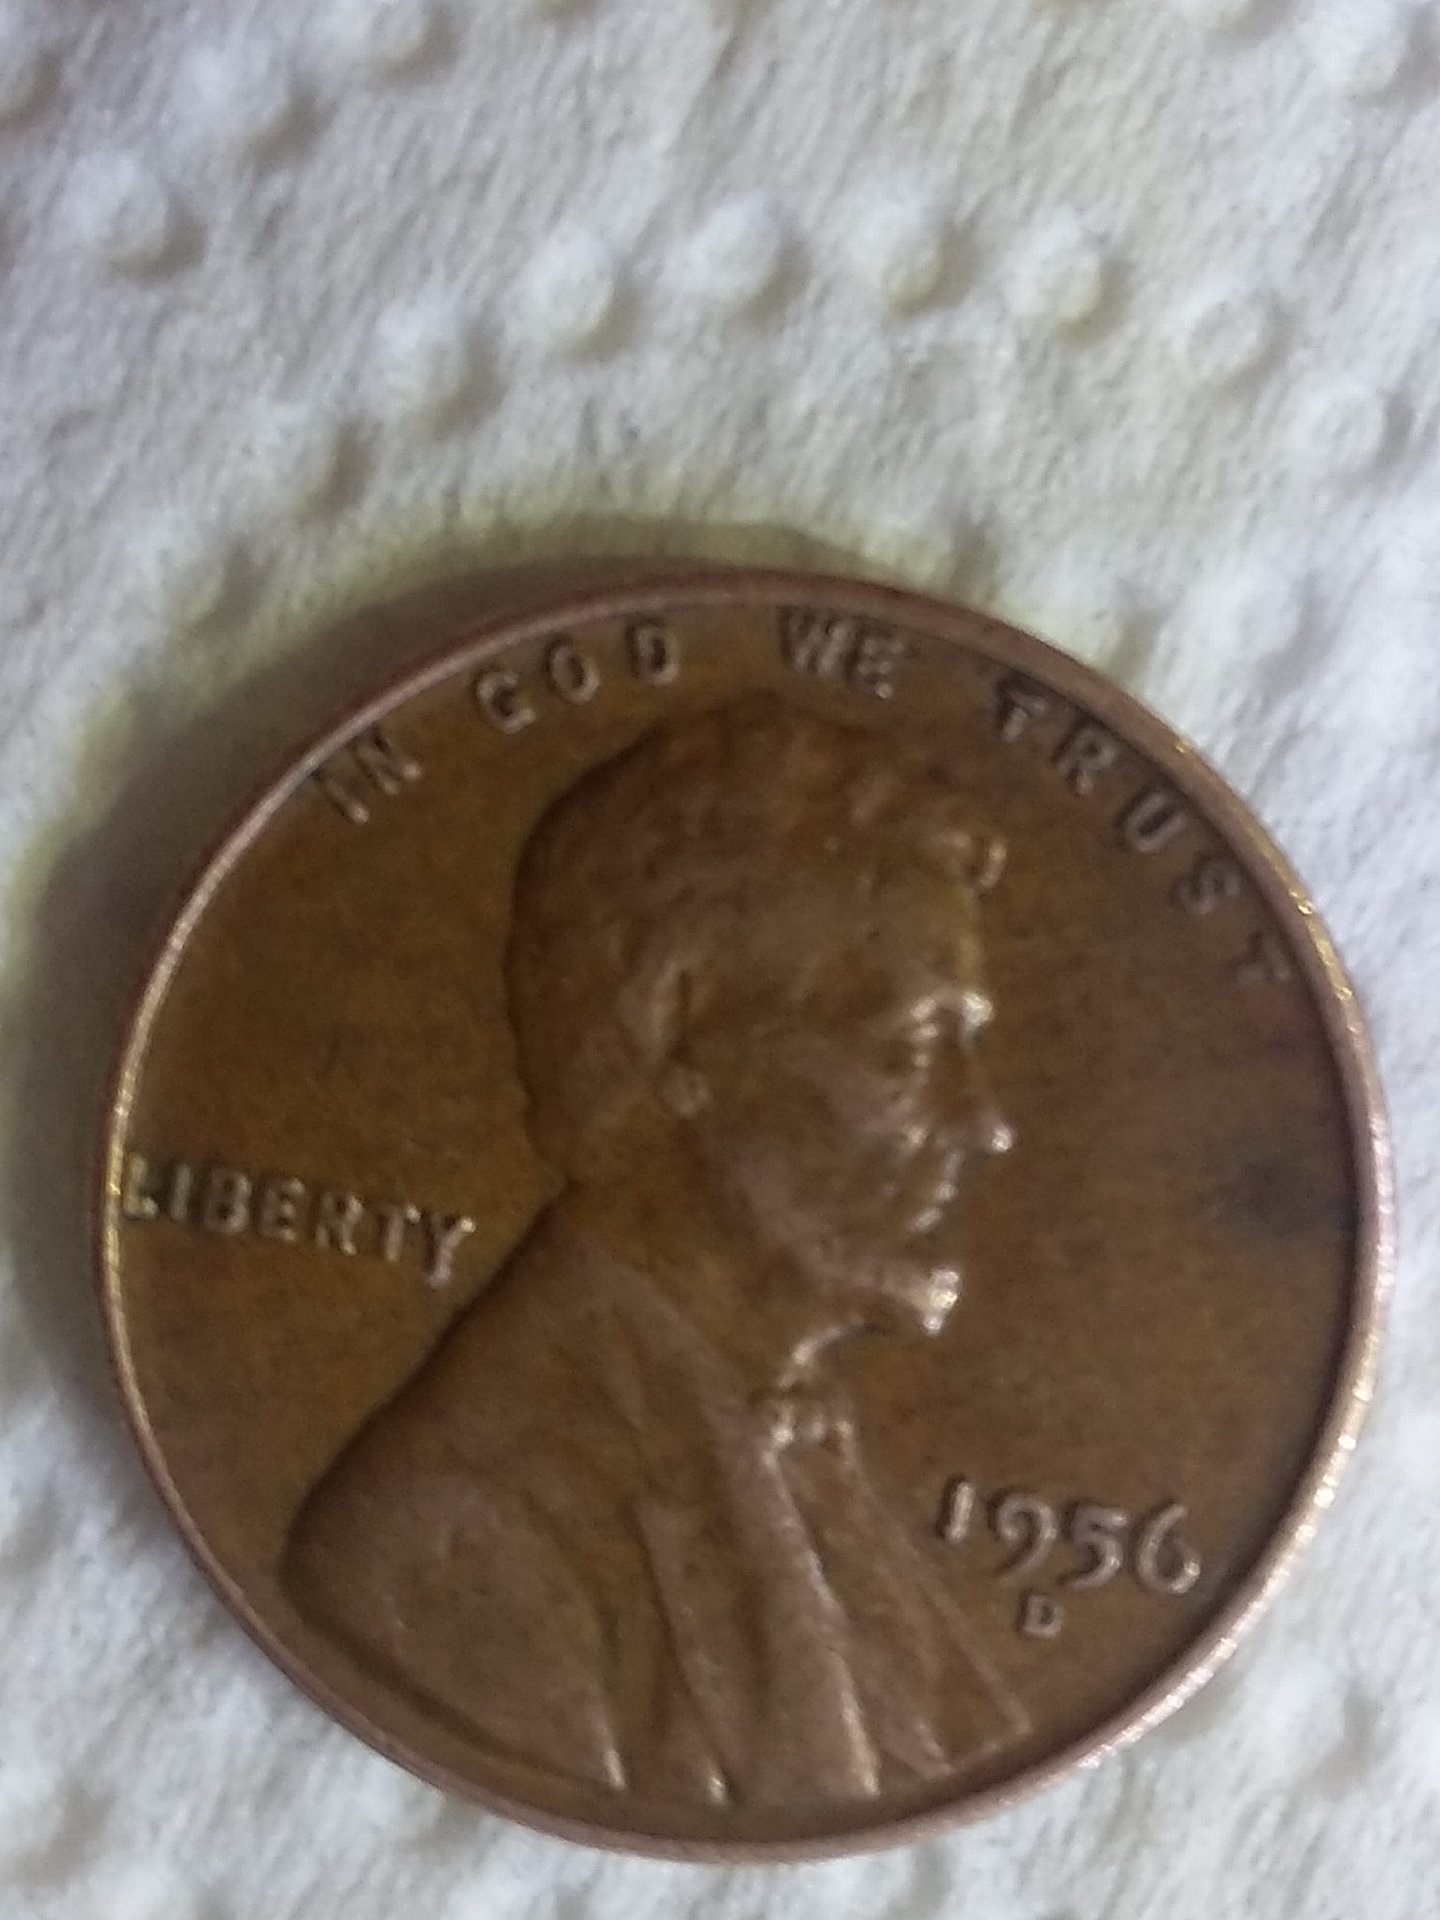 IN GOD WE TRUST
LIBERTY
1956
D